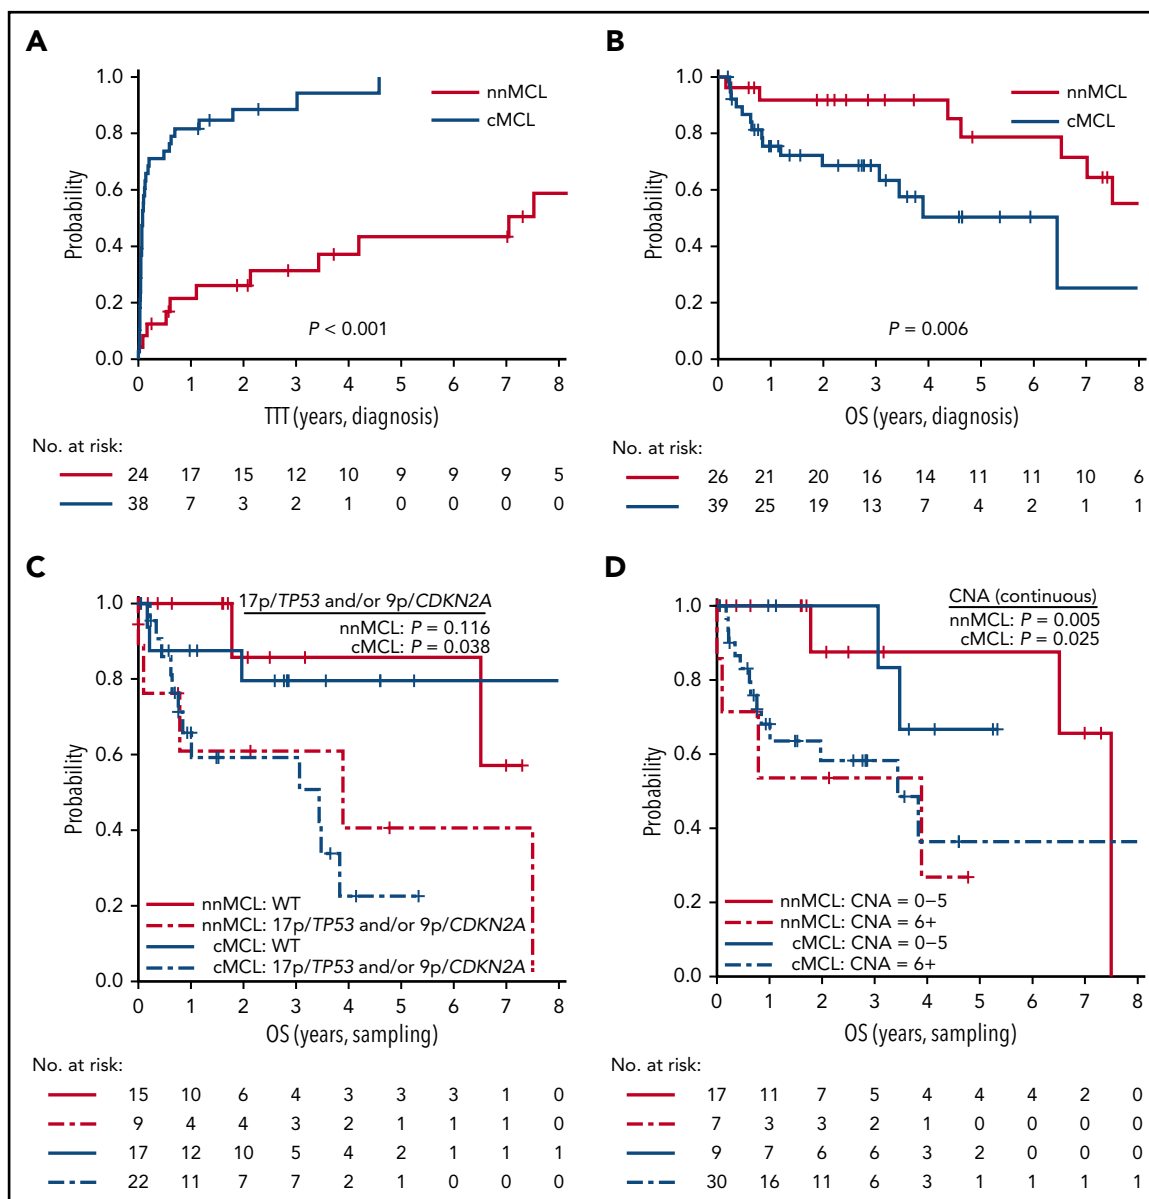 A
1.0
0.8
0.6
0.4
0.2
0.0
Probability
nnMCL
cMCL
P < 0.001
0 1 2 3 4 5 6 7 8
TTT (years, diagnosis)
No. at risk:
24 17 15 12 10 9 9 9 5
38 7 3 2 1 0 0 0 0
B
1.0
0.8
0.6
0.4
0.2
0.0
Probability
nnMCL
cMCL
P = 0.006
0 1 2 3 4 5 6 7 8
OS (years, diagnosis)
No. at risk:
26 21 20 16 14 11 11 10 6
39 25 19 13 7 4 2 1 1
C
1.0
0.8
0.6
0.4
0.2
0.0
Probability
17p/TP53 and/or 9p/CDKN2A
nnMCL: P = 0.116
cMCL: P = 0.038
nnMCL: WT
nnMCL: 17p/TP53 and/or 9p/CDKN2A
cMCL: WT
cMCL: 17p/TP53 and/or 9p/CDKN2A
0 1 2 3 4 5 6 7 8
OS (years, sampling)
No. at risk:
15 10 6 4 3 3 3 1 0
9 4 4 3 2 1 1 1 0
17 12 10 5 4 2 1 1 1
22 11 7 7 2 1 0 0 0
D
1.0
0.8
0.6
0.4
0.2
0.0
Probability
CNA (continuous)
nnMCL: P = 0.005
cMCL: P = 0.025
nnMCL: CNA = 0–5
nnMCL: CNA = 6+
cMCL: CNA = 0–5
cMCL: CNA = 6+
0 1 2 3 4 5 6 7 8
OS (years, sampling)
No. at risk:
17 11 7 5 4 4 4 2 0
7 3 3 2 1 0 0 0 0
9 7 6 6 3 2 0 0 0
30 16 11 6 3 1 1 1 1